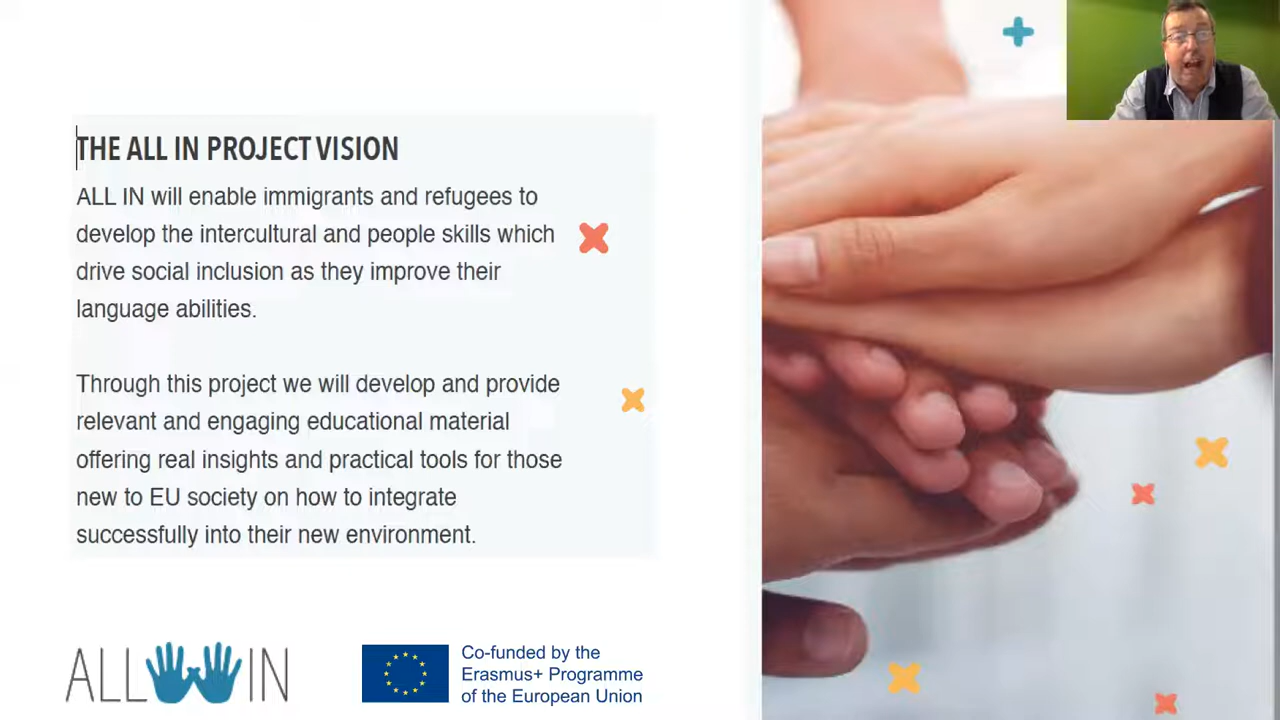 THE ALL IN PROJECT VISION
ALL IN will enable immigrants and refugees to
develop the intercultural and people skills which
drive social inclusion as they improve their
language abilities.
Through this project we will develop and provide
relevant and engaging educational material
offering real insights and practical tools for those
new to EU society on how to integrate
successfully into their new environment.
ALL IN
Co-funded by the
Erasmus+ Programme
of the European Union